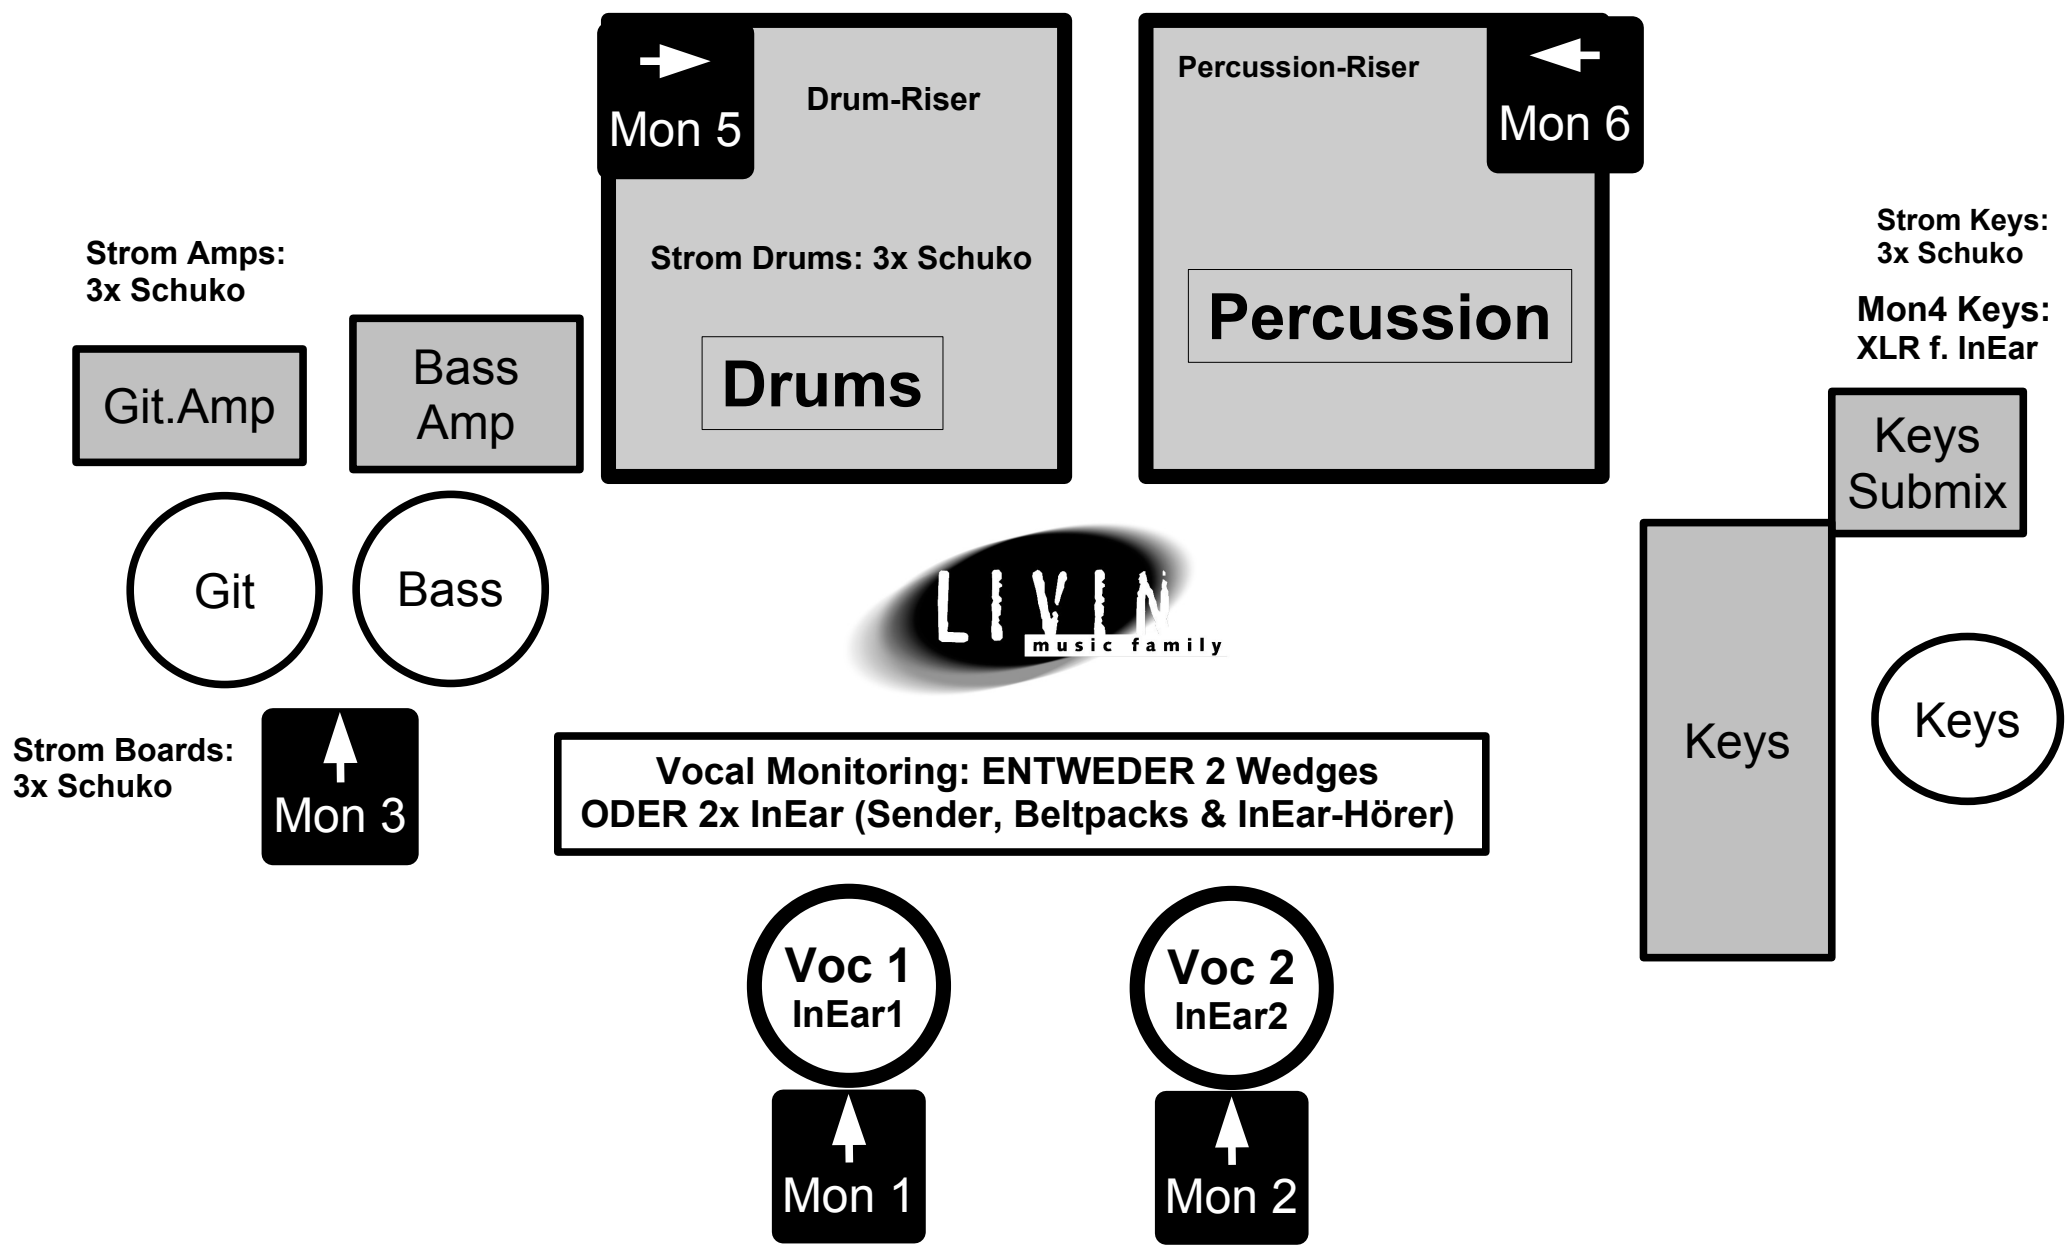 Mon 5
Drum-Riser
Strom Drums: 3x Schuko
Drums
Percussion-Riser
Mon 6
Percussion
Strom Amps:
3x Schuko
Git.Amp
Bass
Amp
Git
Bass
Strom Keys:
3x Schuko
Mon4 Keys:
XLR f. InEar
Keys
Submix
Keys
Keys
LIVIN
music family
Strom Boards:
3x Schuko
Mon 3
Vocal Monitoring: ENTWEDER 2 Wedges
ODER 2x InEar (Sender, Beltpacks & InEar-Hörer)
Voc 1
InEar1
Mon 1
Voc 2
InEar2
Mon 2